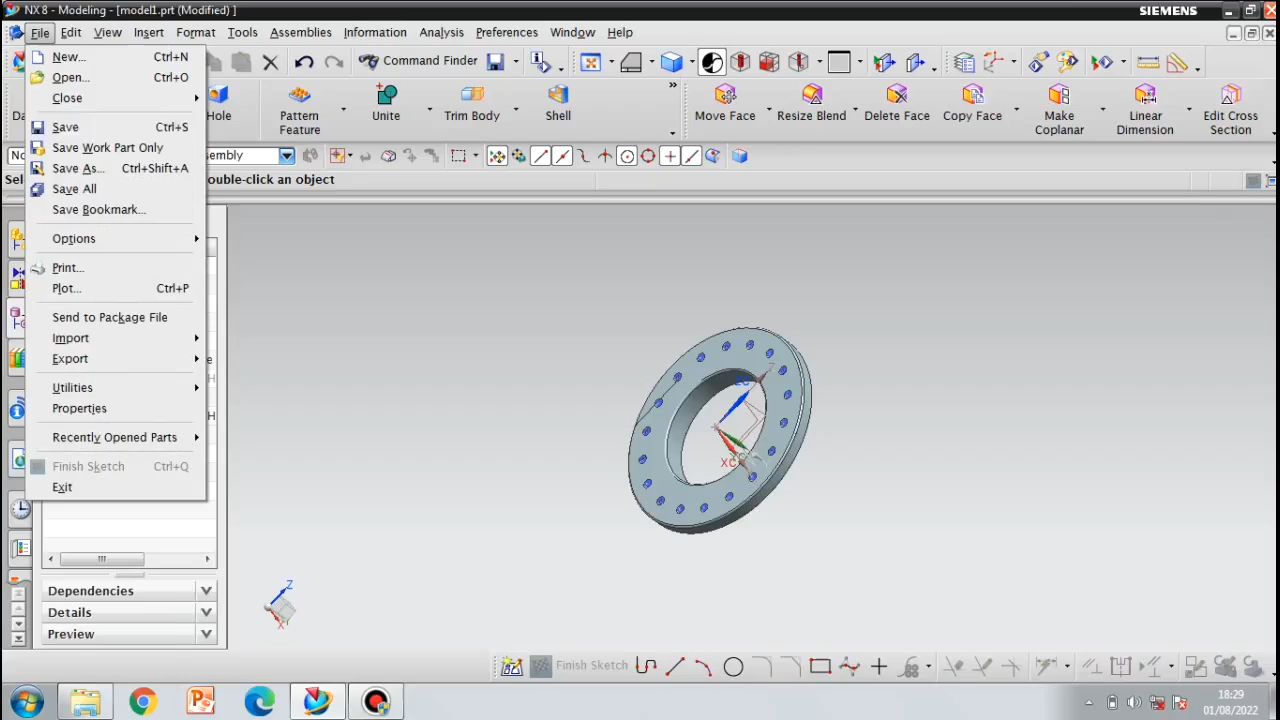 NX 8 - Modeling - [model1.prt (Modified) ]
SIEMENS
File Edit View Insert Format Tools Assemblies Information Analysis Preferences Window Help
New... Ctrl+N
Open... Ctrl+O
Close
Save Ctrl+S
Save Work Part Only
Save As... Ctrl+Shift+A
Save All
Save Bookmark...
Options
Print...
Plot... Ctrl+P
Send to Package File
Import
Export
Utilities
Properties
Recently Opened Parts
Finish Sketch Ctrl+Q
Exit
Command Finder
Hole
Pattern Feature
Unite
Trim Body
Shell
Move Face
Resize Blend
Delete Face
Copy Face
Make Coplanar
Linear Dimension
Edit Cross Section
ouble-click an object
Z
XC
Z
X
Dependencies
Details
Preview
Finish Sketch
18:29
01/08/2022